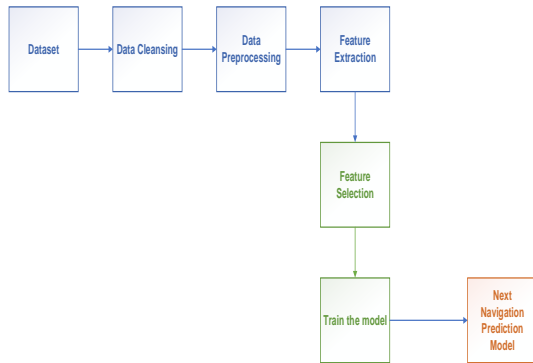 Dataset
Data Cleansing
Data
Preprocessing
Feature
Extraction
Feature
Selection
Train the model
Next
Navigation
Prediction
Model